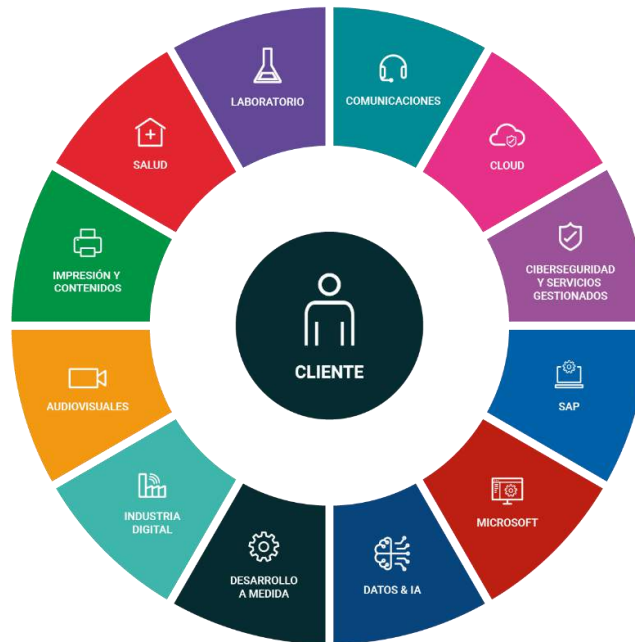 LABORATORIO
COMUNICACIONES
CLOUD
CIBERSEGURIDAD
Y SERVICIOS
GESTIONADOS
SAP
MICROSOFT
DATOS & IA
DESARROLLO
A MEDIDA
INDUSTRIA
DIGITAL
AUDIOVISUALES
IMPRESIÓN Y
CONTENIDOS
SALUD
CLIENTE